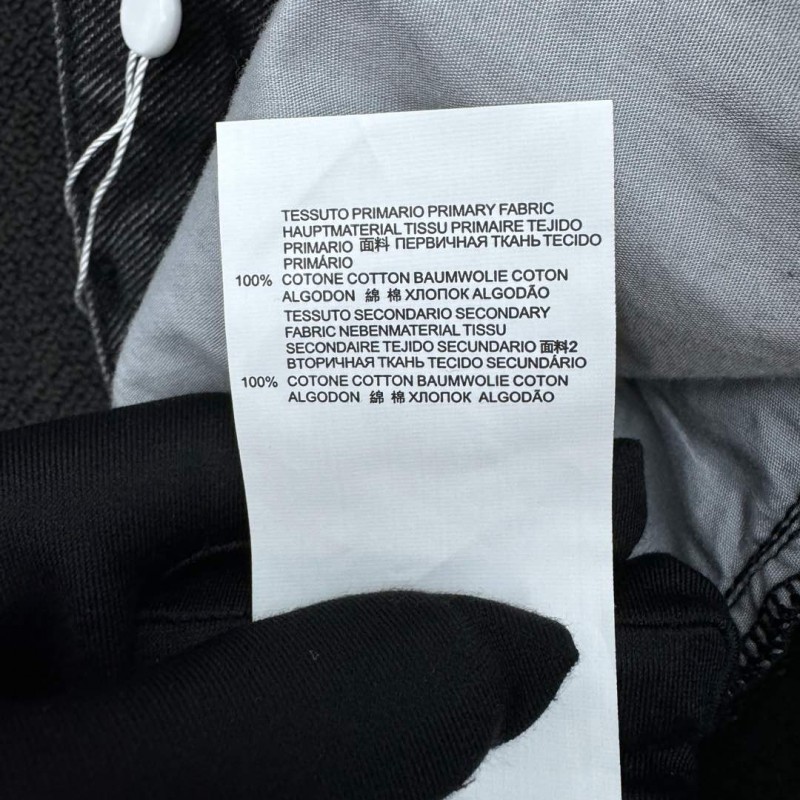 TESSUTO PRIMARIO PRIMARY FABRIC
HAUPTMATERIAL TISSU PRIMAIRE TEJIDO
PRIMARIO 面料 ПЕРВИЧНАЯ ТКАНЬ TECIDO
PRIMÁRIO
100% COTONE COTTON BAUMWOLIE COTON
ALGODON 綿 棉 ХЛОПОК ALGODÃO
TESSUTO SECONDARIO SECONDARY
FABRIC NEBENMATERIAL TISSU
SECONDAIRE TEJIDO SECUNDARIO 面料2
ВТОРИЧНАЯ ТКАНЬ TECIDO SECUNDÁRIO
100% COTONE COTTON BAUMWOLIE COTON
ALGODON 綿 棉 ХЛОПОК ALGODÃO